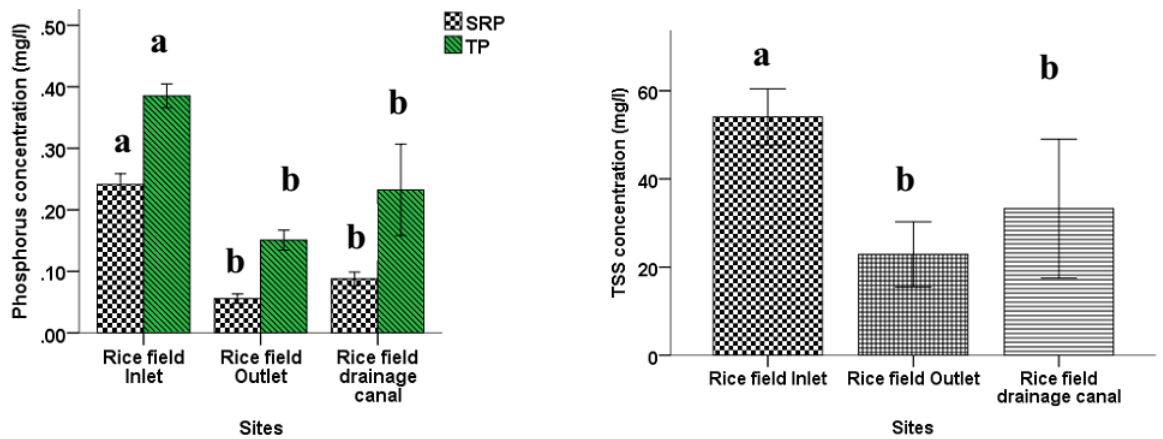 .50
.40
.30
.20
.10
.00
Phosphorus concentration (mg/l)
SRP
TP
a
a
b
b
b
b
Rice field
Inlet
Rice field
Outlet
Rice field
drainage
canal
Sites
60
40
20
0
TSS concentration (mg/l)
a
b
b
Rice field Inlet
Rice field Outlet
Rice field
drainage canal
Sites